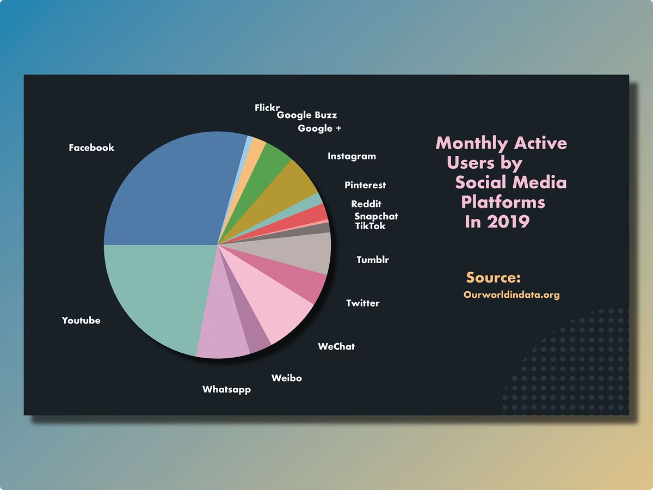 Monthly Active
Users by
Social Media
Platforms
In 2019
Source:
Ourworldindata.org
Flickr
Google Buzz
Google +
Facebook
Instagram
Pinterest
Reddit
Snapchat
TikTok
Tumblr
Twitter
Youtube
WeChat
Weibo
Whatsapp